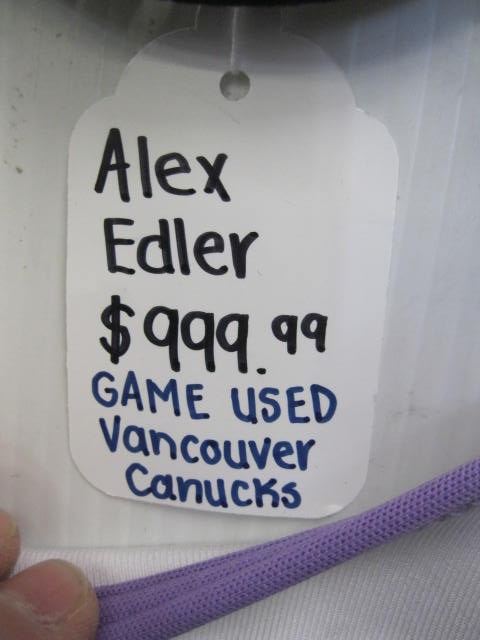 Alex
Edler
$999.99
GAME USED
Vancouver
Canucks